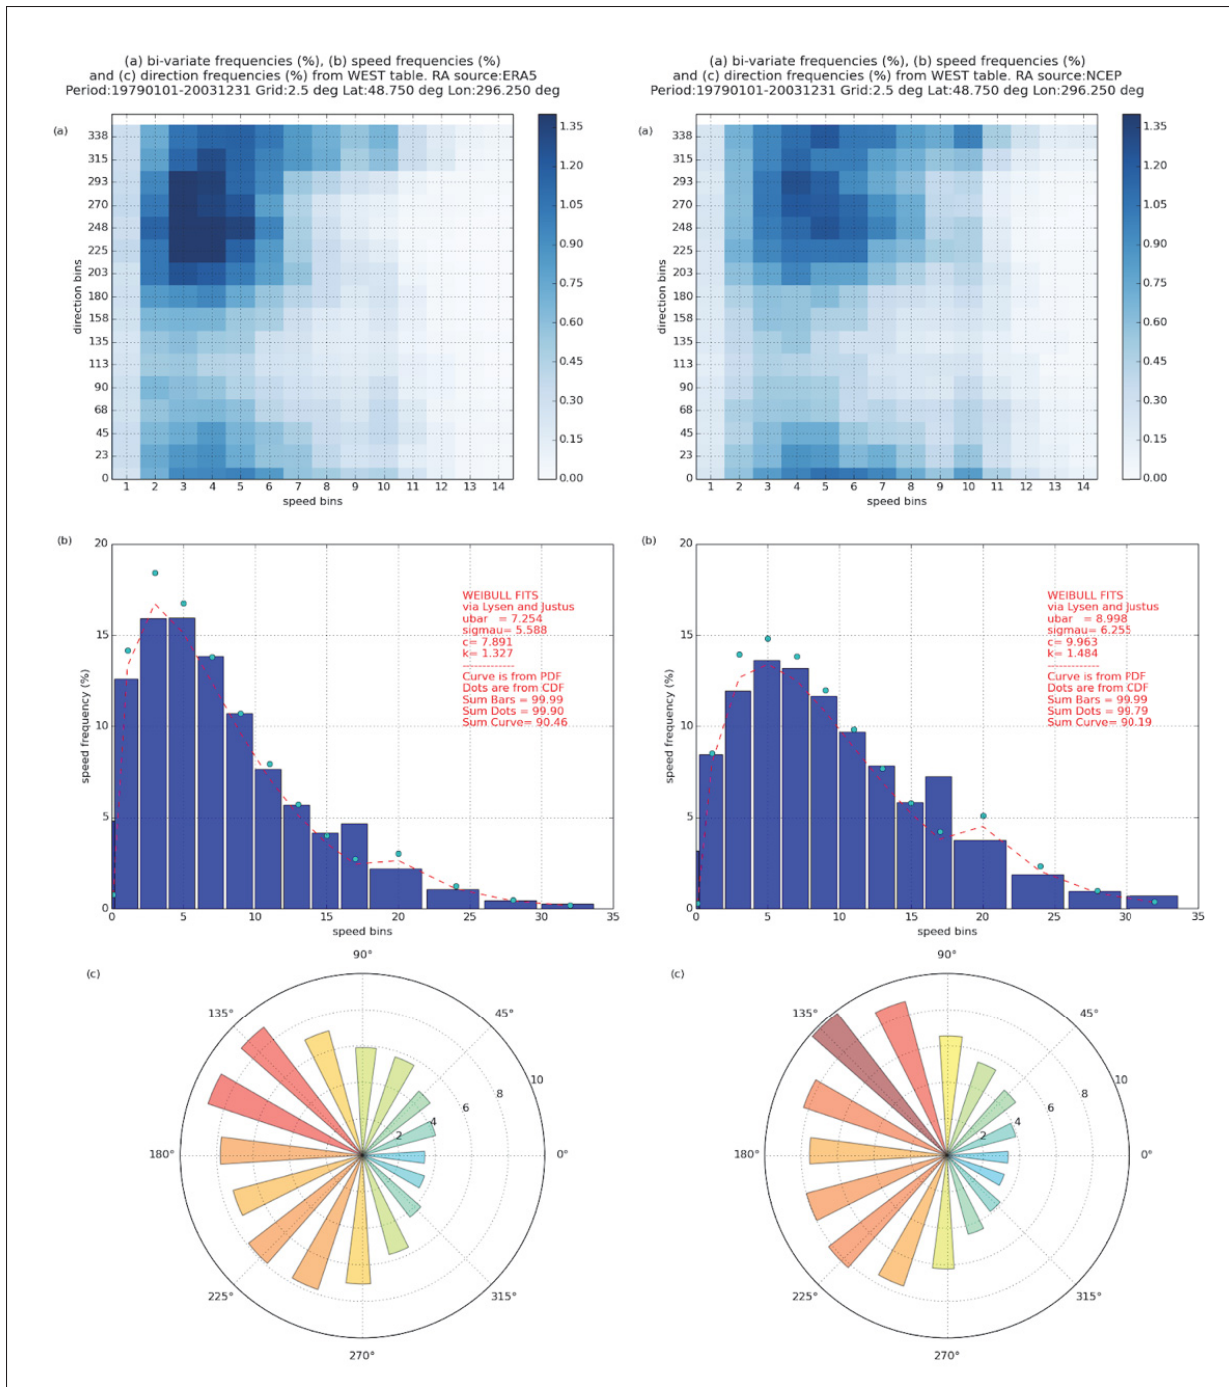 (a) bi-variate frequencies (%), (b) speed frequencies (%)
and (c) direction frequencies (%) from WEST table. RA source:ERA5
Period:19790101-20031231 Grid:2.5 deg Lat:48.750 deg Lon:296.250 deg
(a)
direction bins
338
315
293
270
248
225
203
180
158
135
113
90
68
45
23
0
1 2 3 4 5 6 7 8 9 10 11 12 13 14
speed bins
1.35
1.20
1.05
0.90
0.75
0.60
0.45
0.30
0.15
0.00
(a) bi-variate frequencies (%), (b) speed frequencies (%)
and (c) direction frequencies (%) from WEST table. RA source:NCEP
Period:19790101-20031231 Grid:2.5 deg Lat:48.750 deg Lon:296.250 deg
(a)
direction bins
338
315
293
270
248
225
203
180
158
135
113
90
68
45
23
0
1 2 3 4 5 6 7 8 9 10 11 12 13 14
speed bins
1.35
1.20
1.05
0.90
0.75
0.60
0.45
0.30
0.15
0.00
(b)
speed frequency (%)
20
15
10
5
0
0 5 10 15 20 25 30 35
speed bins
WEIBULL FITS
via Lysen and Justus
ubar = 7.254
sigmau= 5.588
c= 7.891
k= 1.327
-------------
Curve is from PDF
Dots are from CDF
Sum Bars = 99.99
Sum Dots = 99.90
Sum Curve= 90.46
(b)
speed frequency (%)
20
15
10
5
0
0 5 10 15 20 25 30 35
speed bins
WEIBULL FITS
via Lysen and Justus
ubar = 8.998
sigmau= 6.255
c= 9.963
k= 1.484
-------------
Curve is from PDF
Dots are from CDF
Sum Bars = 99.99
Sum Dots = 99.79
Sum Curve= 90.19
(c)
90°
135°
45°
10
8
6
4
2
180°
0°
225°
315°
270°
(c)
90°
135°
45°
10
8
6
4
2
180°
0°
225°
315°
270°